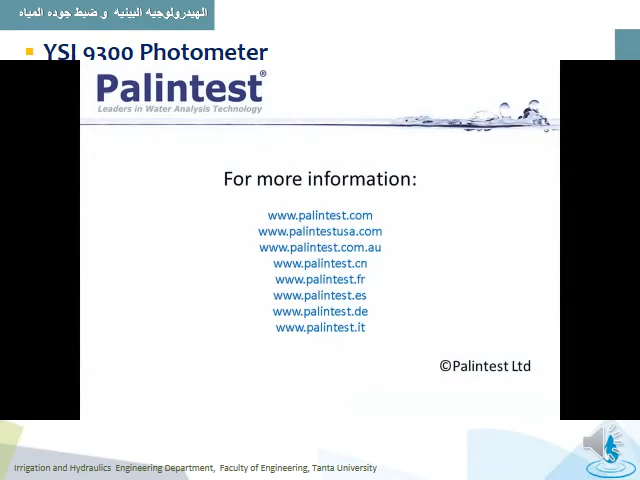 الهيدرولوجيه البيئيه و ضبط جوده المياه
YSI 9300 Photometer
Palintest®
Leaders in Water Analysis Technology
For more information:
www.palintest.com
www.palintestusa.com
www.palintest.com.au
www.palintest.cn
www.palintest.fr
www.palintest.es
www.palintest.de
www.palintest.it
©Palintest Ltd
Irrigation and Hydraulics Engineering Department, Faculty of Engineering, Tanta University